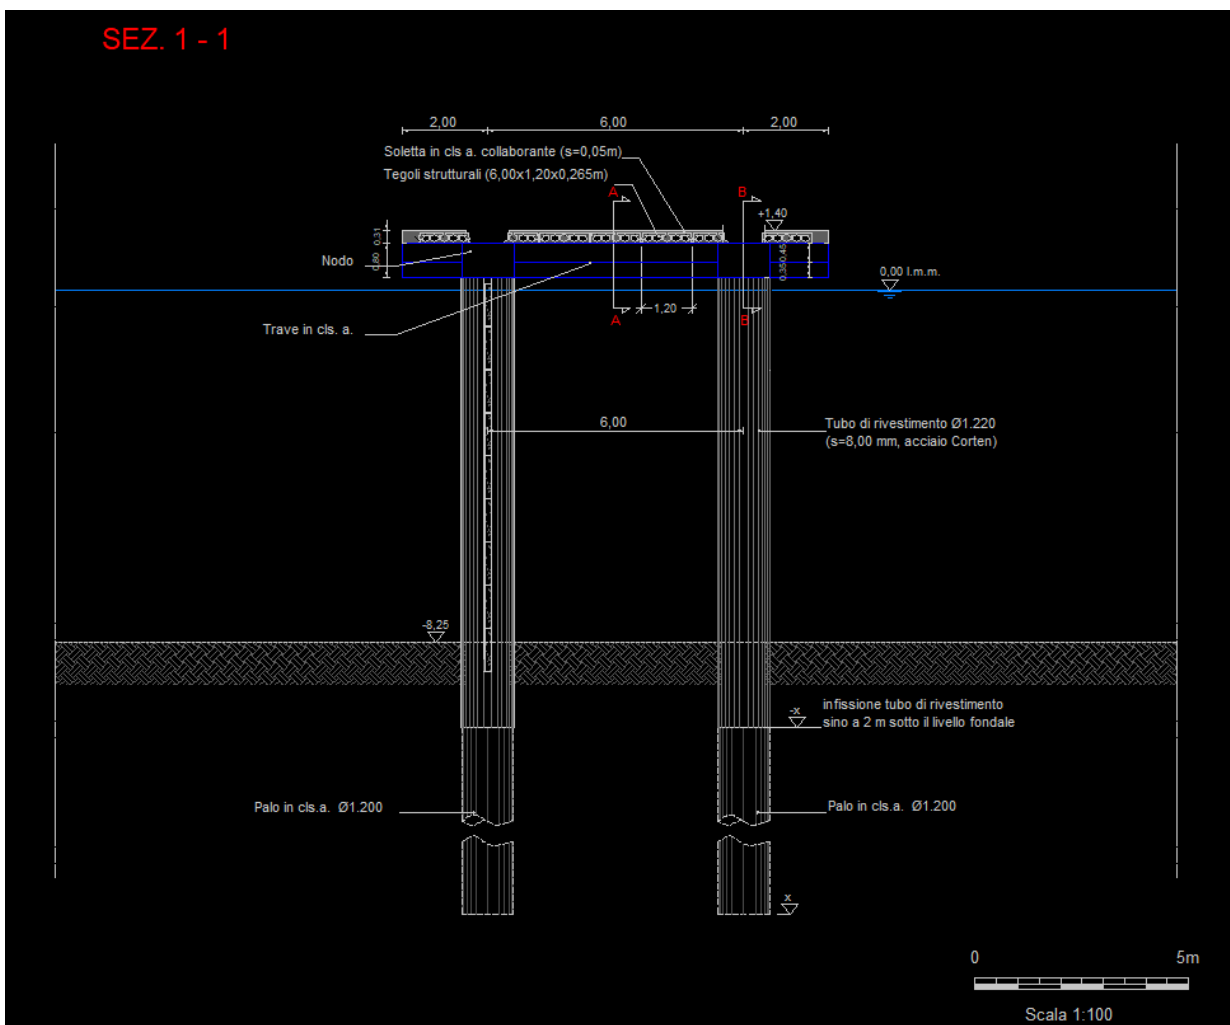 SEZ. 1 - 1
2,00
6,00
2,00
Soletta in cls a. collaborante (s=0,05m)
Tegoli strutturali (6,00x1,20x0,265m)
A
B
+1,40
0,31
Nodo
0,80
0,45
0,35
0,00 l.m.m.
A
1,20
B
Trave in cls. a.
6,00
Tubo di rivestimento Ø1.220
(s=8,00 mm, acciaio Corten)
-8,25
-x
infissione tubo di rivestimento
sino a 2 m sotto il livello fondale
Palo in cls.a. Ø1.200
Palo in cls.a. Ø1.200
x
0
5m
Scala 1:100